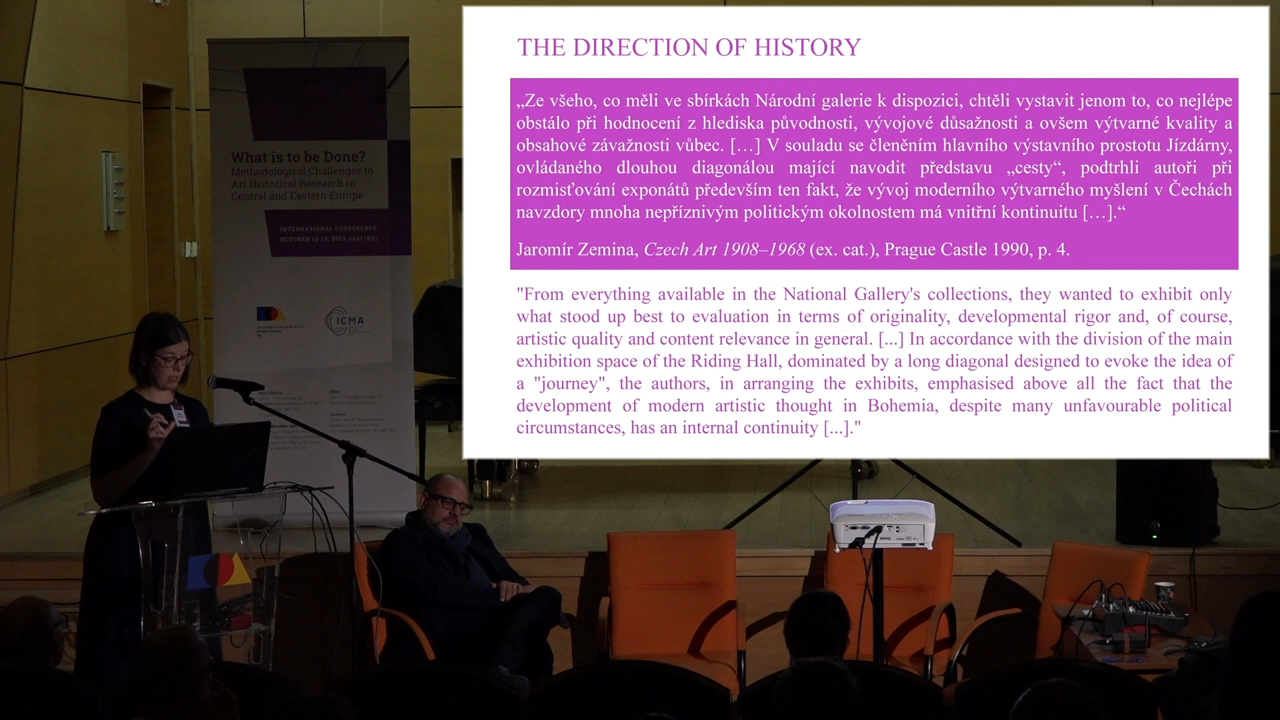 THE DIRECTION OF HISTORY
„Ze všeho, co měli ve sbírkách Národní galerie k dispozici, chtěli vystavit jenom to, co nejlépe
obstálo při hodnocení z hlediska původnosti, vývojové důsažnosti a ovšem výtvarné kvality a
obsahové závažnosti vůbec. […] V souladu se členěním hlavního výstavního prostotu Jízdárny,
ovládaného dlouhou diagonálou mající navodit představu „cesty“, podtrhli autoři při
rozmisťování exponátů především ten fakt, že vývoj moderního výtvarného myšlení v Čechách
navzdory mnoha nepříznivým politickým okolnostem má vnitřní kontinuitu […].“
Jaromír Zemina, Czech Art 1908–1968 (ex. cat.), Prague Castle 1990, p. 4.
"From everything available in the National Gallery's collections, they wanted to exhibit only
what stood up best to evaluation in terms of originality, developmental rigor and, of course,
artistic quality and content relevance in general. [...] In accordance with the division of the main
exhibition space of the Riding Hall, dominated by a long diagonal designed to evoke the idea of
a "journey", the authors, in arranging the exhibits, emphasised above all the fact that the
development of modern artistic thought in Bohemia, despite many unfavourable political
circumstances, has an internal continuity [...]."
What is to be Done?
Methodological Challenges to
Art Historical Research in
Central and Eastern Europe
INTERNATIONAL CONFERENCE
ICMA